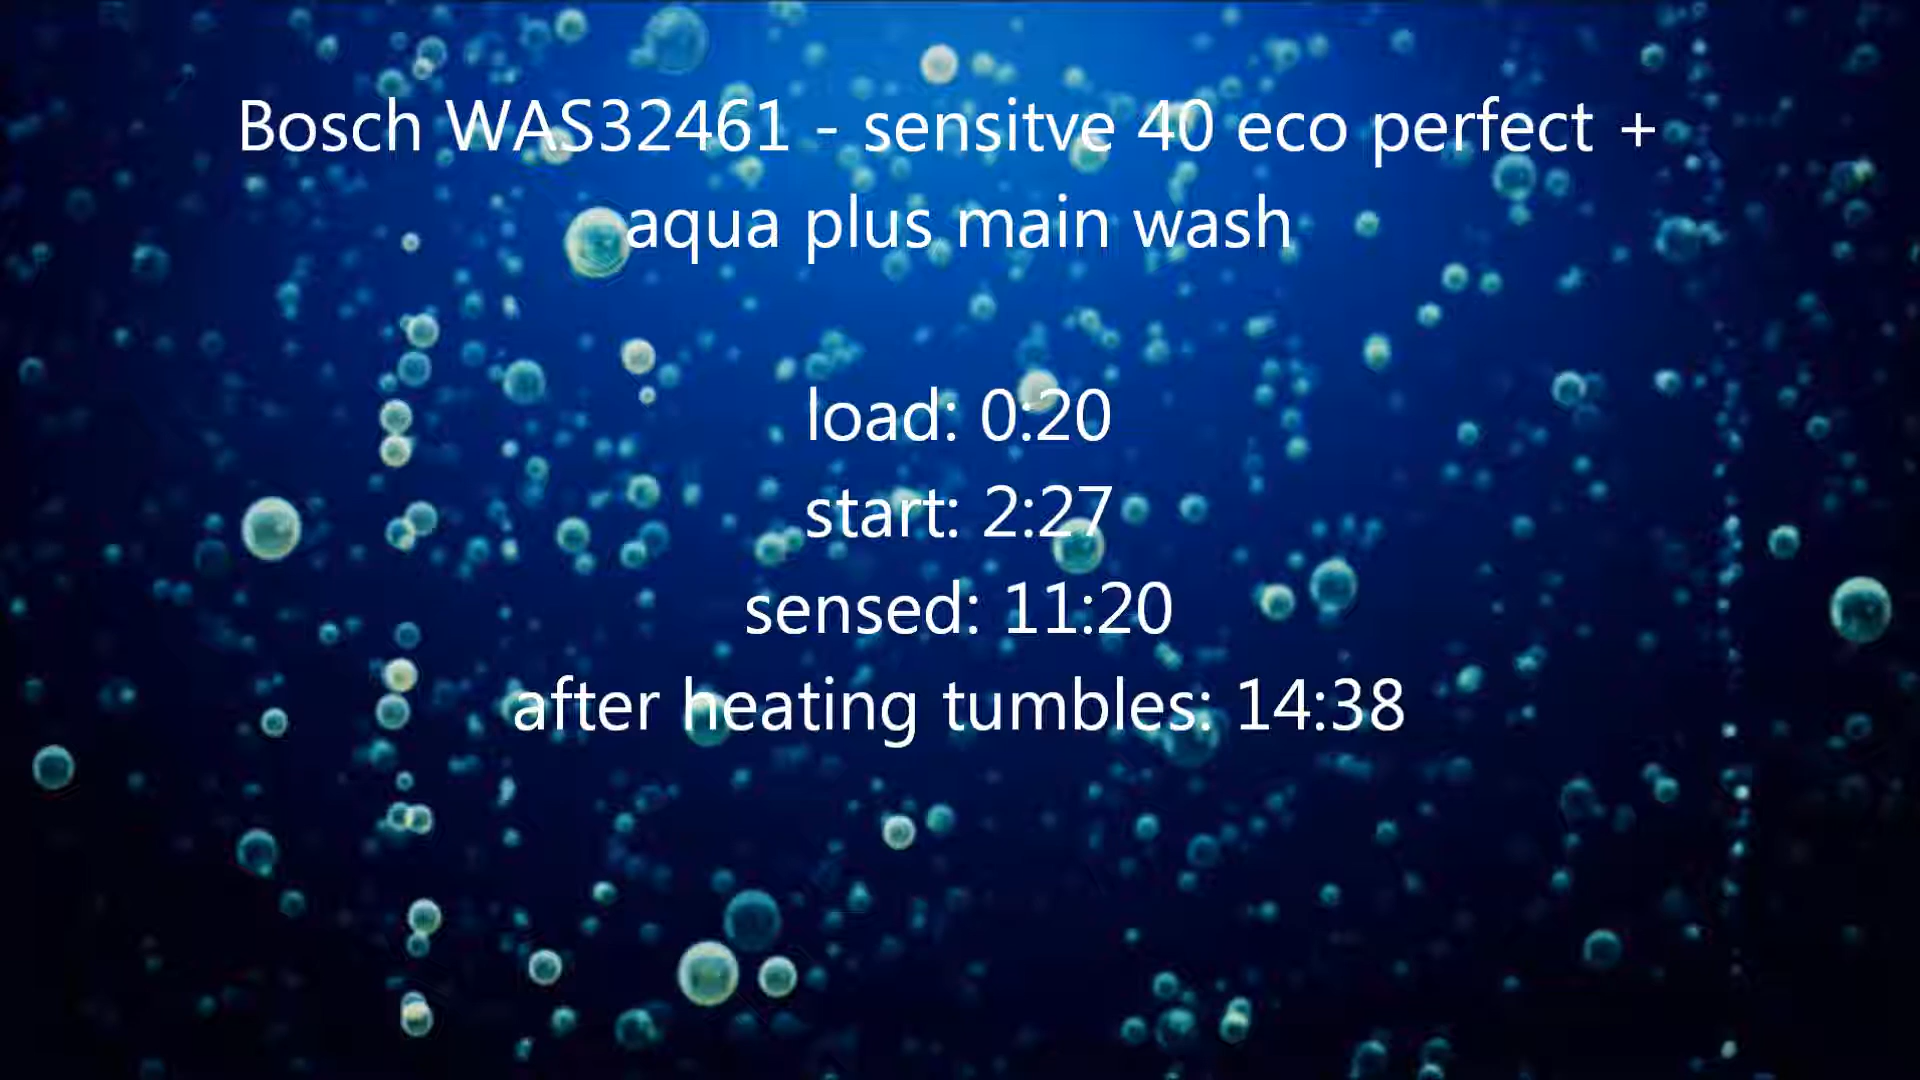 Bosch WAS32461 - sensitve 40 eco perfect +
aqua plus main wash
load: 0:20
start: 2:27
sensed: 11:20
after heating tumbles: 14:38